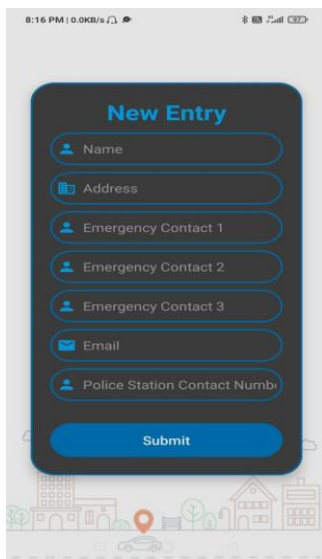 8:16 PM | 0.0KB/s
New Entry
Name
Address
Emergency Contact 1
Emergency Contact 2
Emergency Contact 3
Email
Police Station Contact Numb
Submit